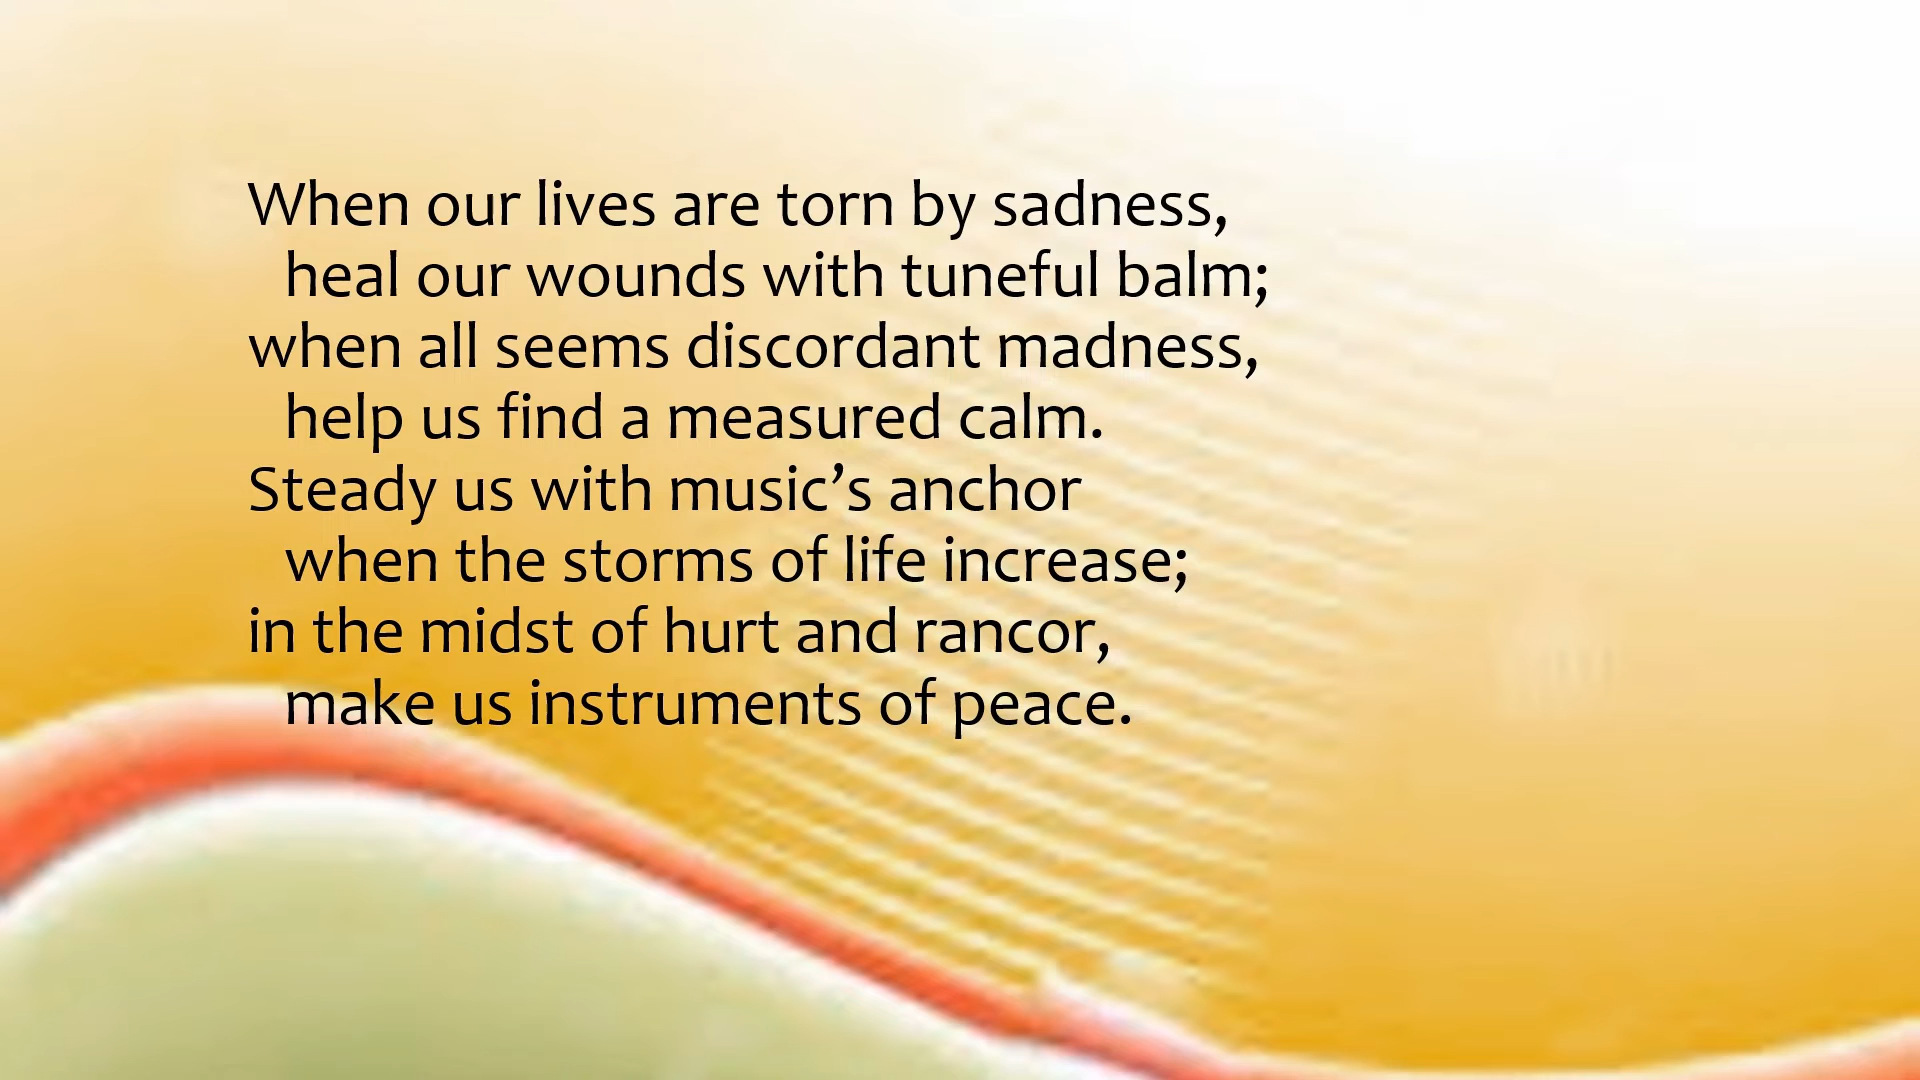 When our lives are torn by sadness,
heal our wounds with tuneful balm;
when all seems discordant madness,
help us find a measured calm.
Steady us with music’s anchor
when the storms of life increase;
in the midst of hurt and rancor,
make us instruments of peace.